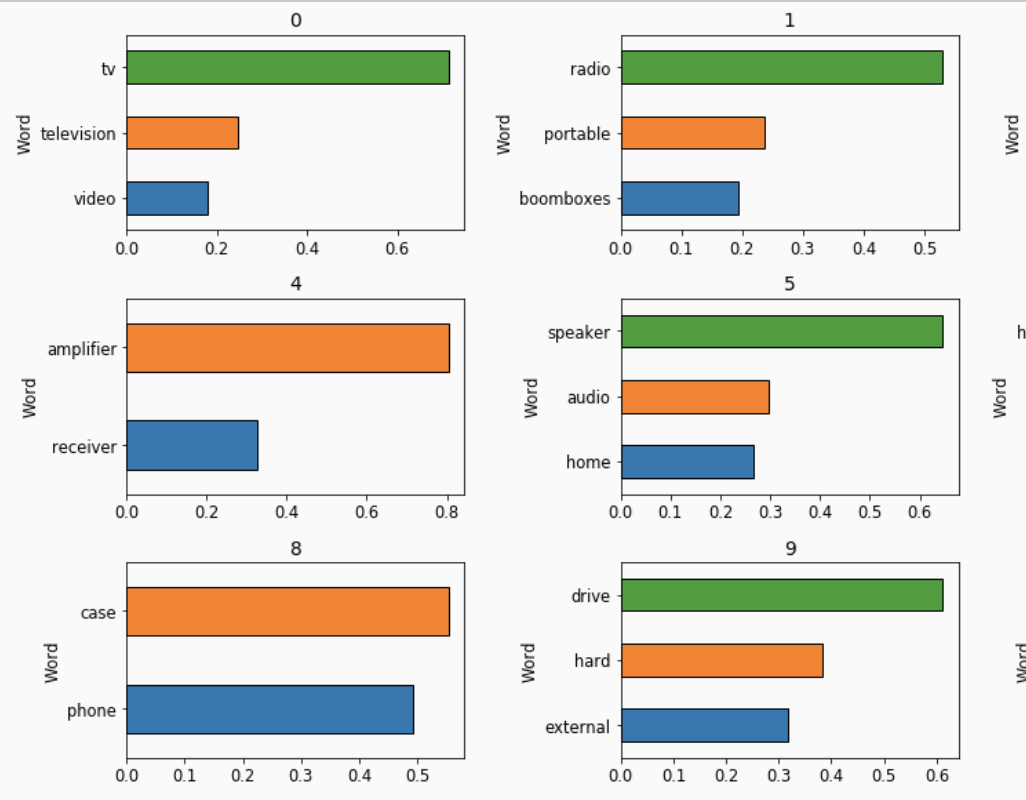 0
Word
tv
television
video
0.0 0.2 0.4 0.6
1
Word
radio
portable
boomboxes
0.0 0.1 0.2 0.3 0.4 0.5
Word
4
Word
amplifier
receiver
0.0 0.2 0.4 0.6 0.8
5
Word
speaker
audio
home
0.0 0.1 0.2 0.3 0.4 0.5 0.6
h
Word
8
Word
case
phone
0.0 0.1 0.2 0.3 0.4 0.5
9
Word
drive
hard
external
0.0 0.1 0.2 0.3 0.4 0.5 0.6
Word